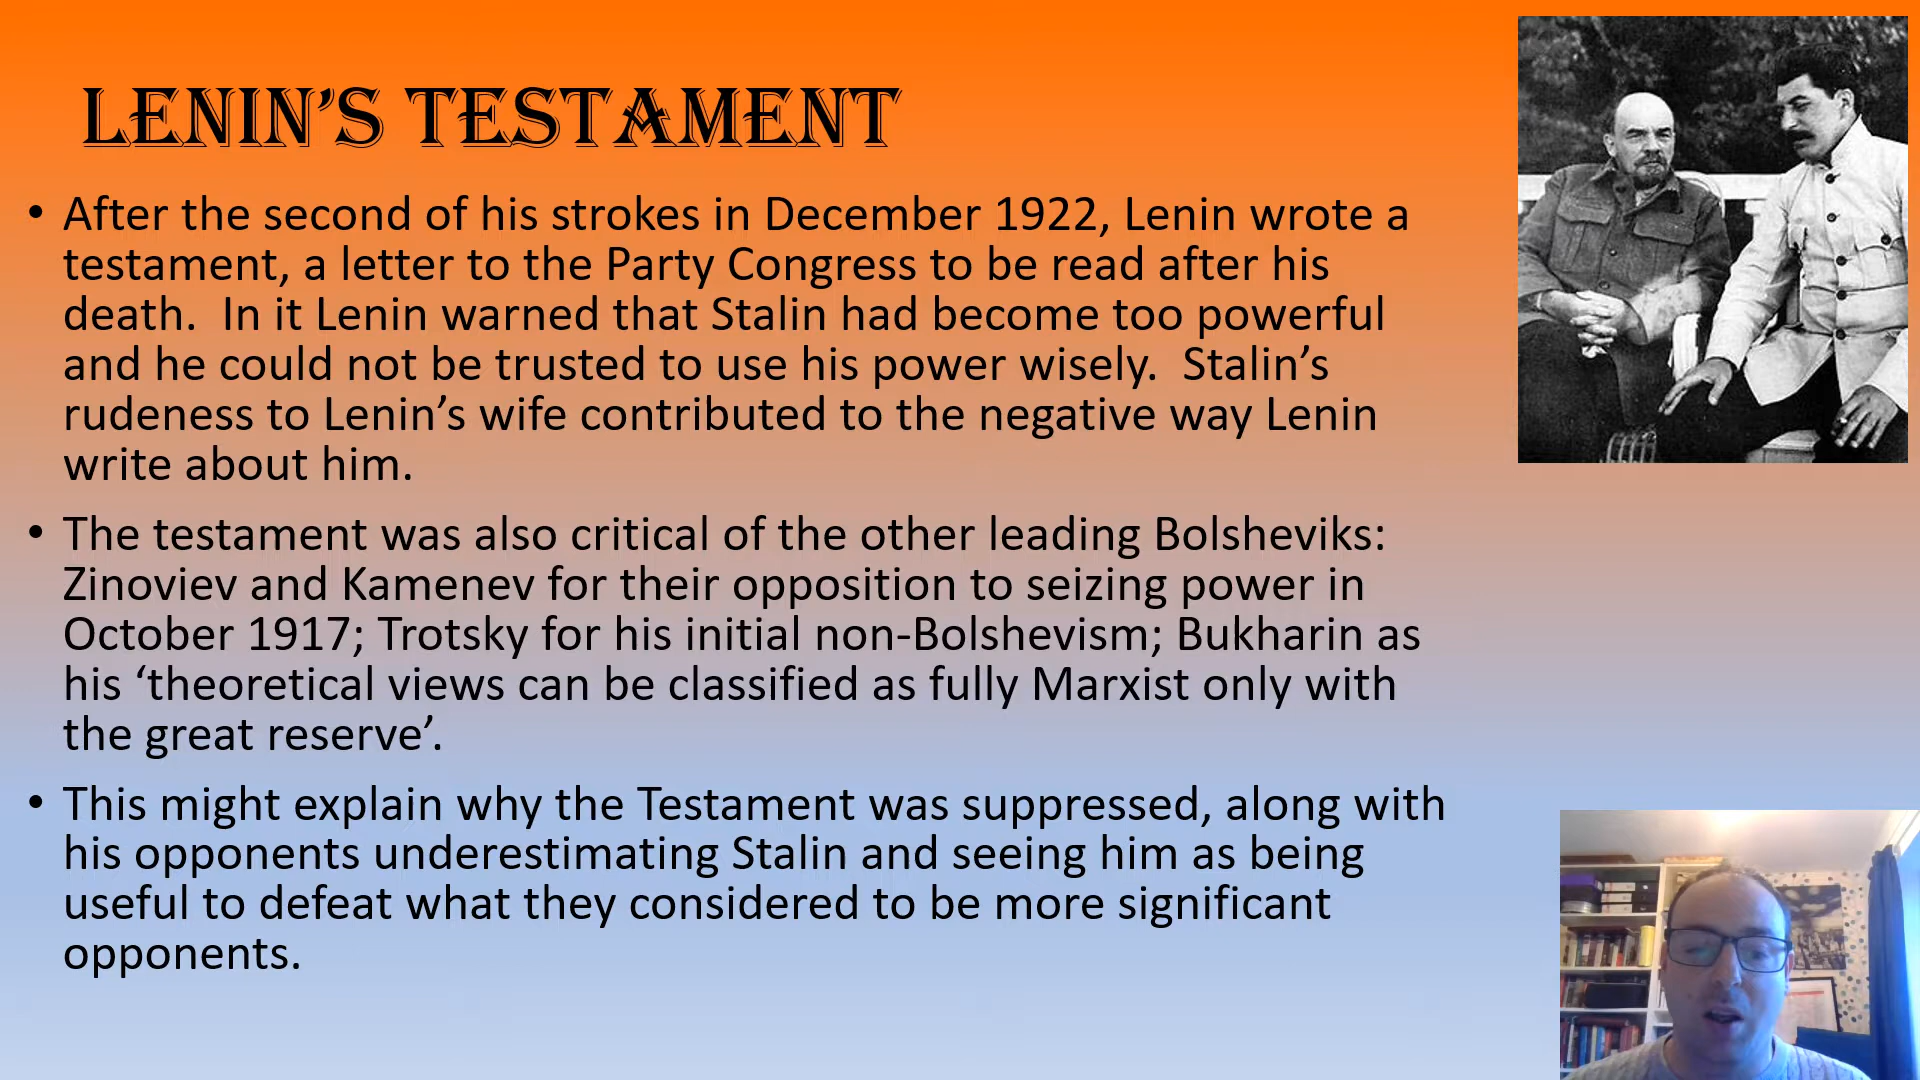 LENIN’S TESTAMENT
• After the second of his strokes in December 1922, Lenin wrote a
testament, a letter to the Party Congress to be read after his
death.  In it Lenin warned that Stalin had become too powerful
and he could not be trusted to use his power wisely.  Stalin’s
rudeness to Lenin’s wife contributed to the negative way Lenin
write about him.
• The testament was also critical of the other leading Bolsheviks:
Zinoviev and Kamenev for their opposition to seizing power in
October 1917; Trotsky for his initial non-Bolshevism; Bukharin as
his ‘theoretical views can be classified as fully Marxist only with
the great reserve’.
• This might explain why the Testament was suppressed, along with
his opponents underestimating Stalin and seeing him as being
useful to defeat what they considered to be more significant
opponents.